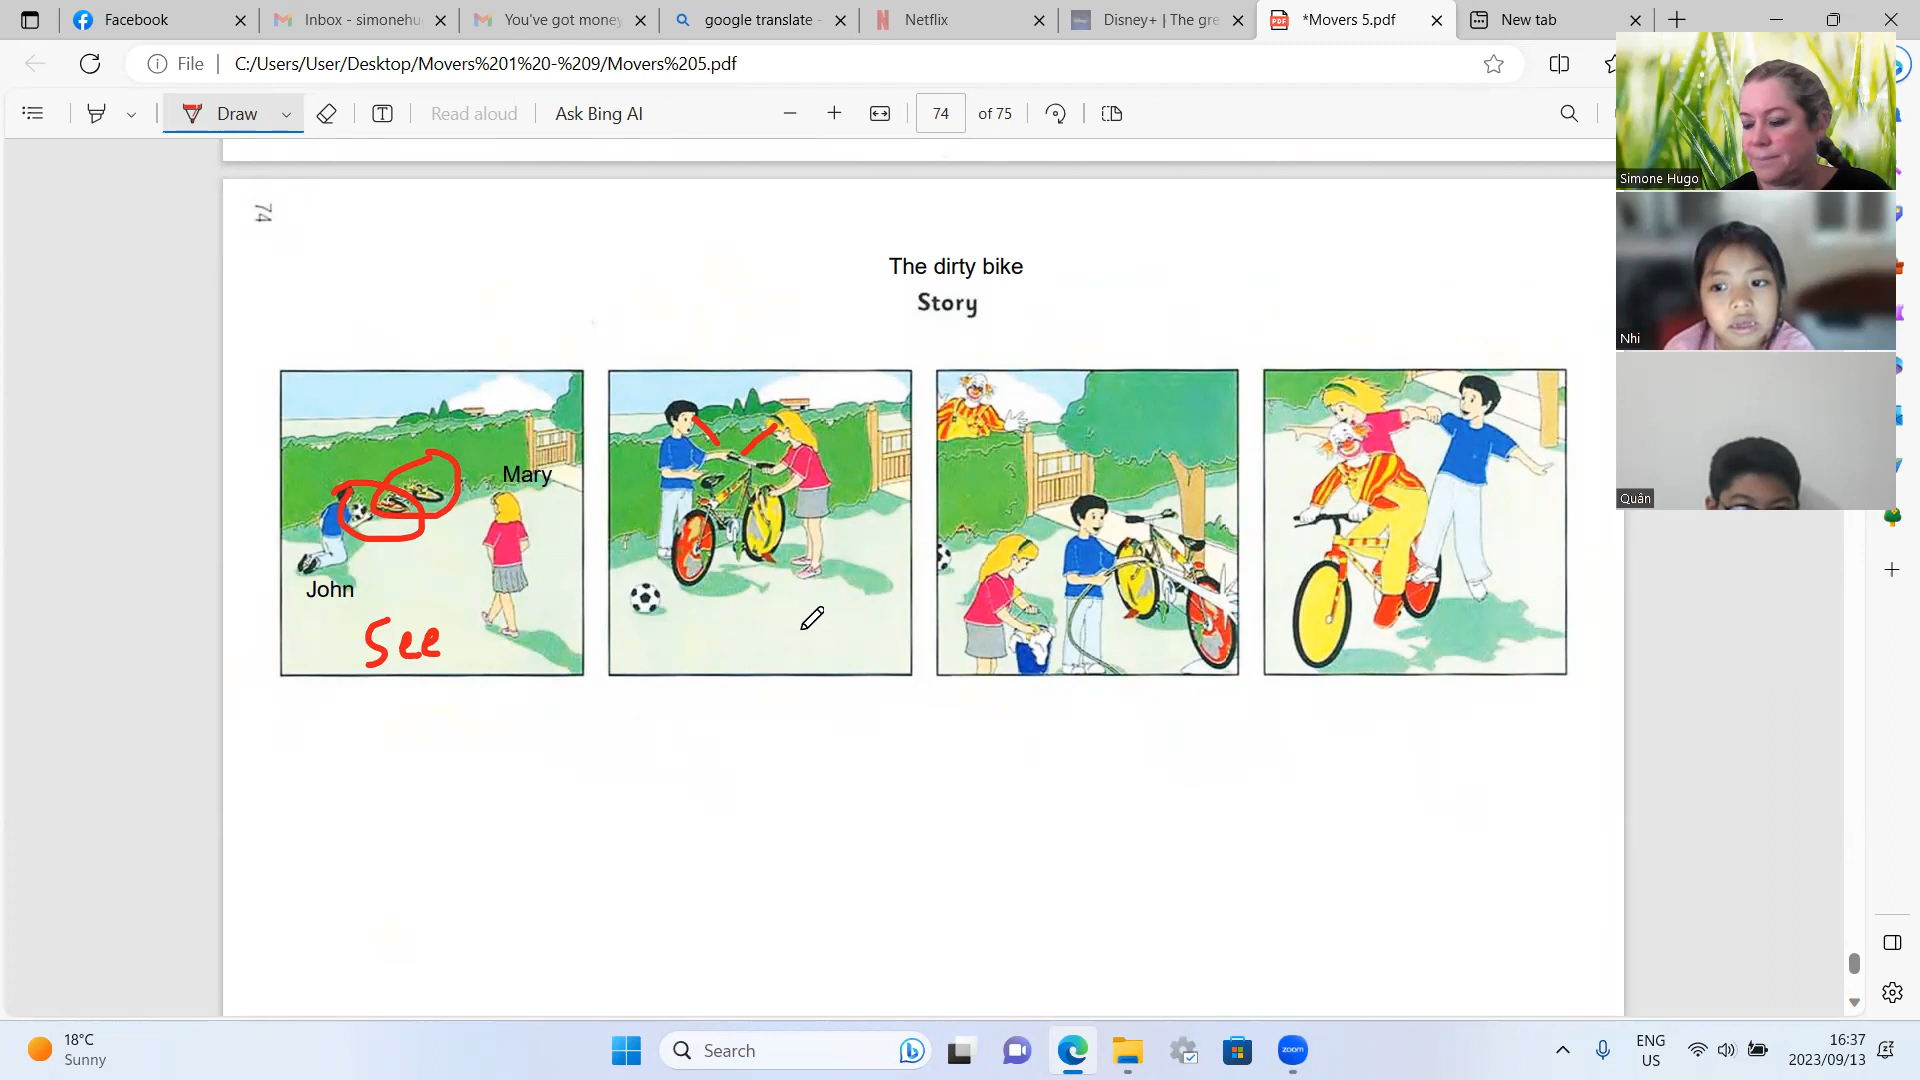 Facebook
Inbox - simonehu
You've got money
google translate -
Netflix
Disney+ | The gre
*Movers 5.pdf
New tab
File
C:/Users/User/Desktop/Movers%201%20-%209/Movers%205.pdf
Draw
Read aloud
Ask Bing AI
74
of 75
Simone Hugo
Nhi
Quân
74
The dirty bike
Story
Mary
John
See
18°C
Sunny
Search
zoom
ENG
US
16:37
2023/09/13